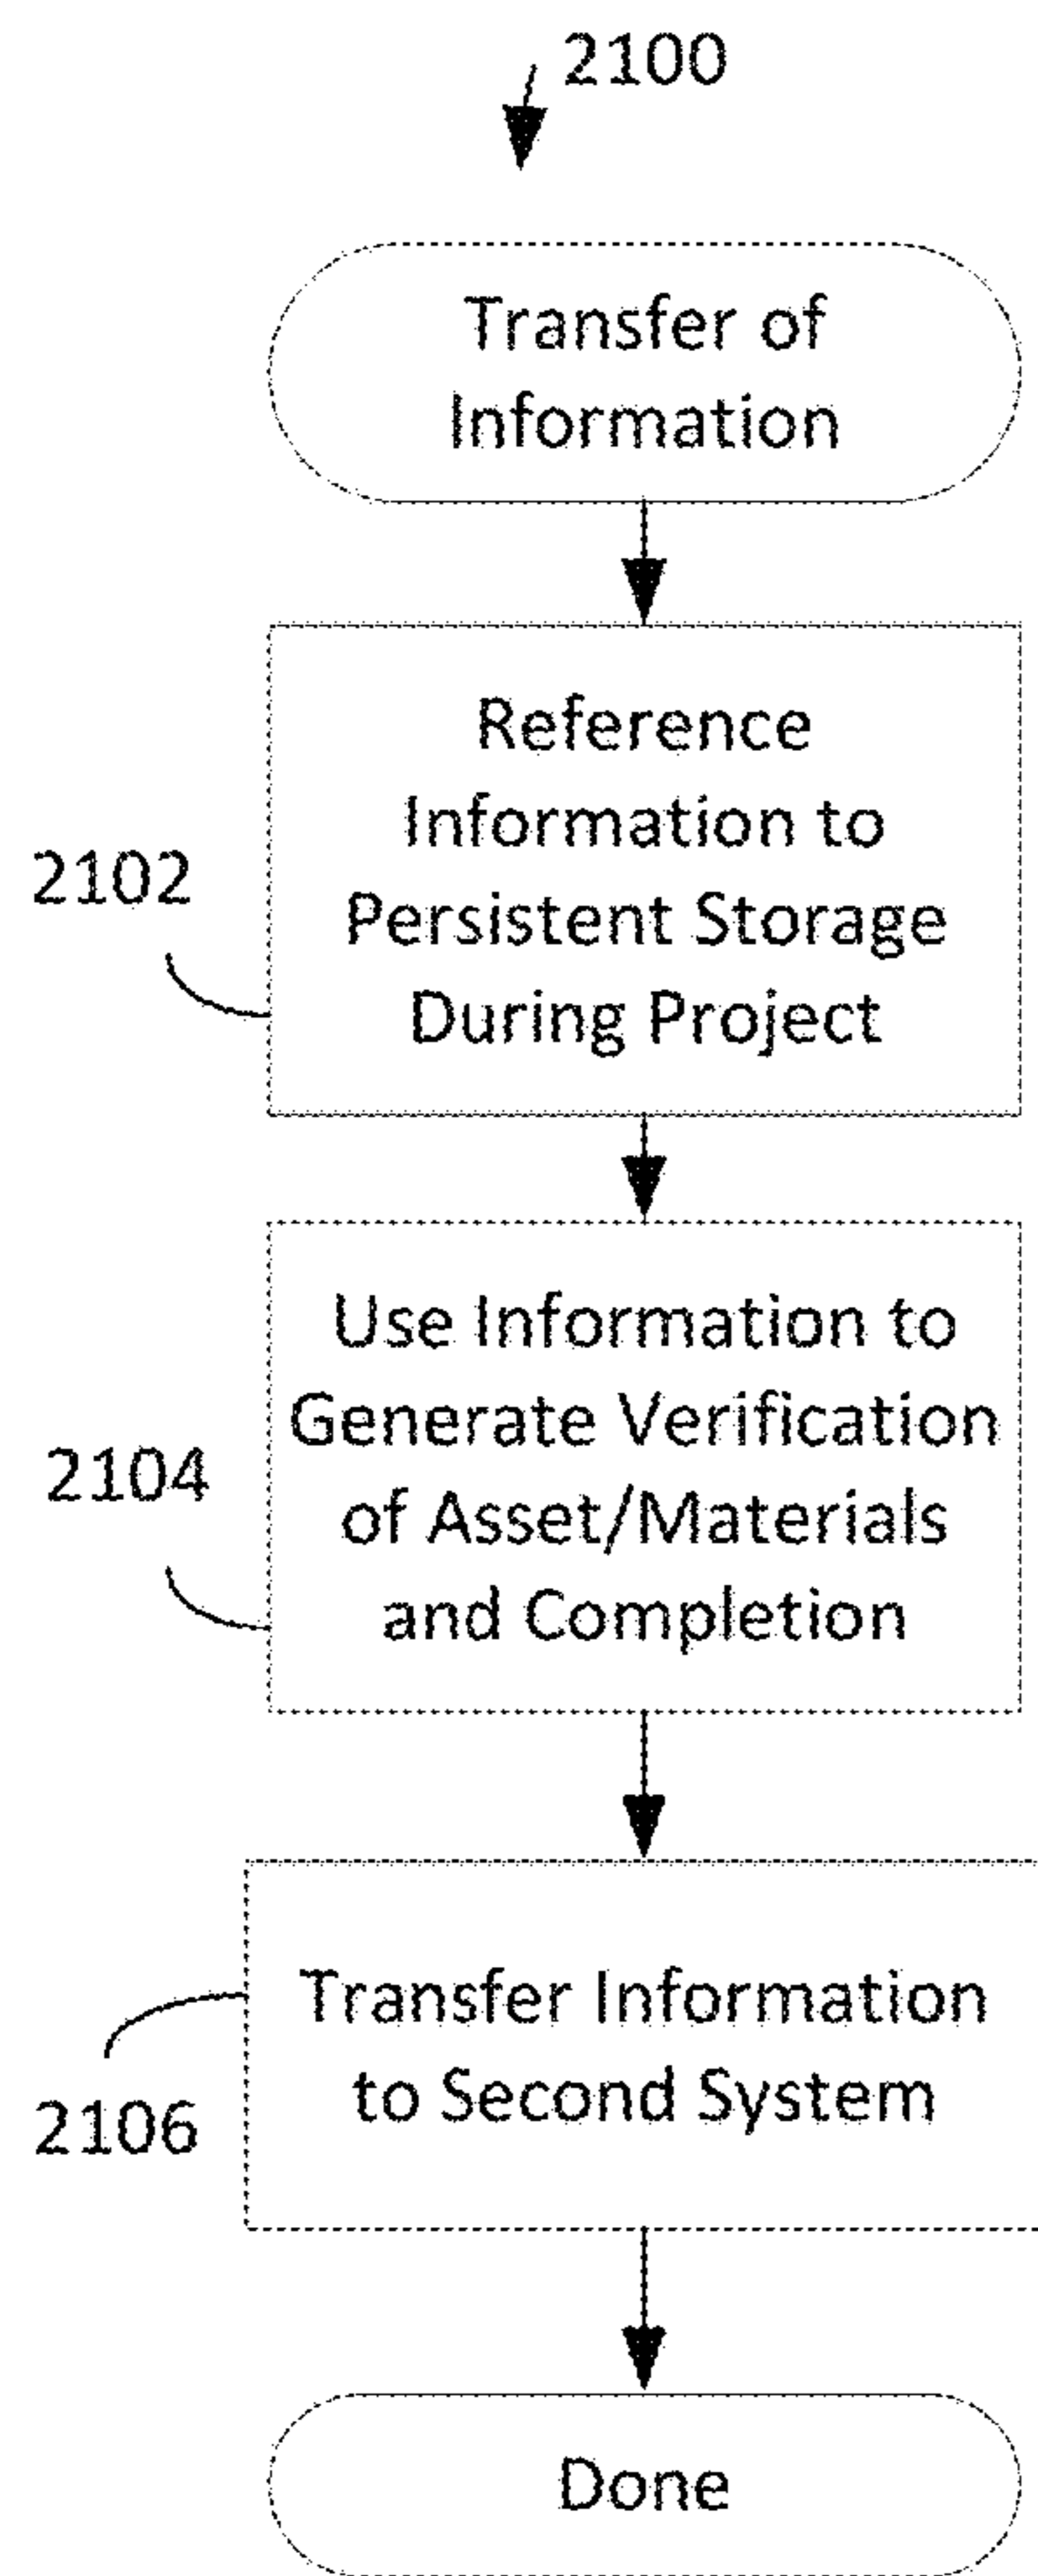 2100
Transfer of
Information
Reference
Information to
Persistent Storage
During Project
2102
Use Information to
Generate Verification
of Asset/Materials
and Completion
2104
Transfer Information
to Second System
2106
Done